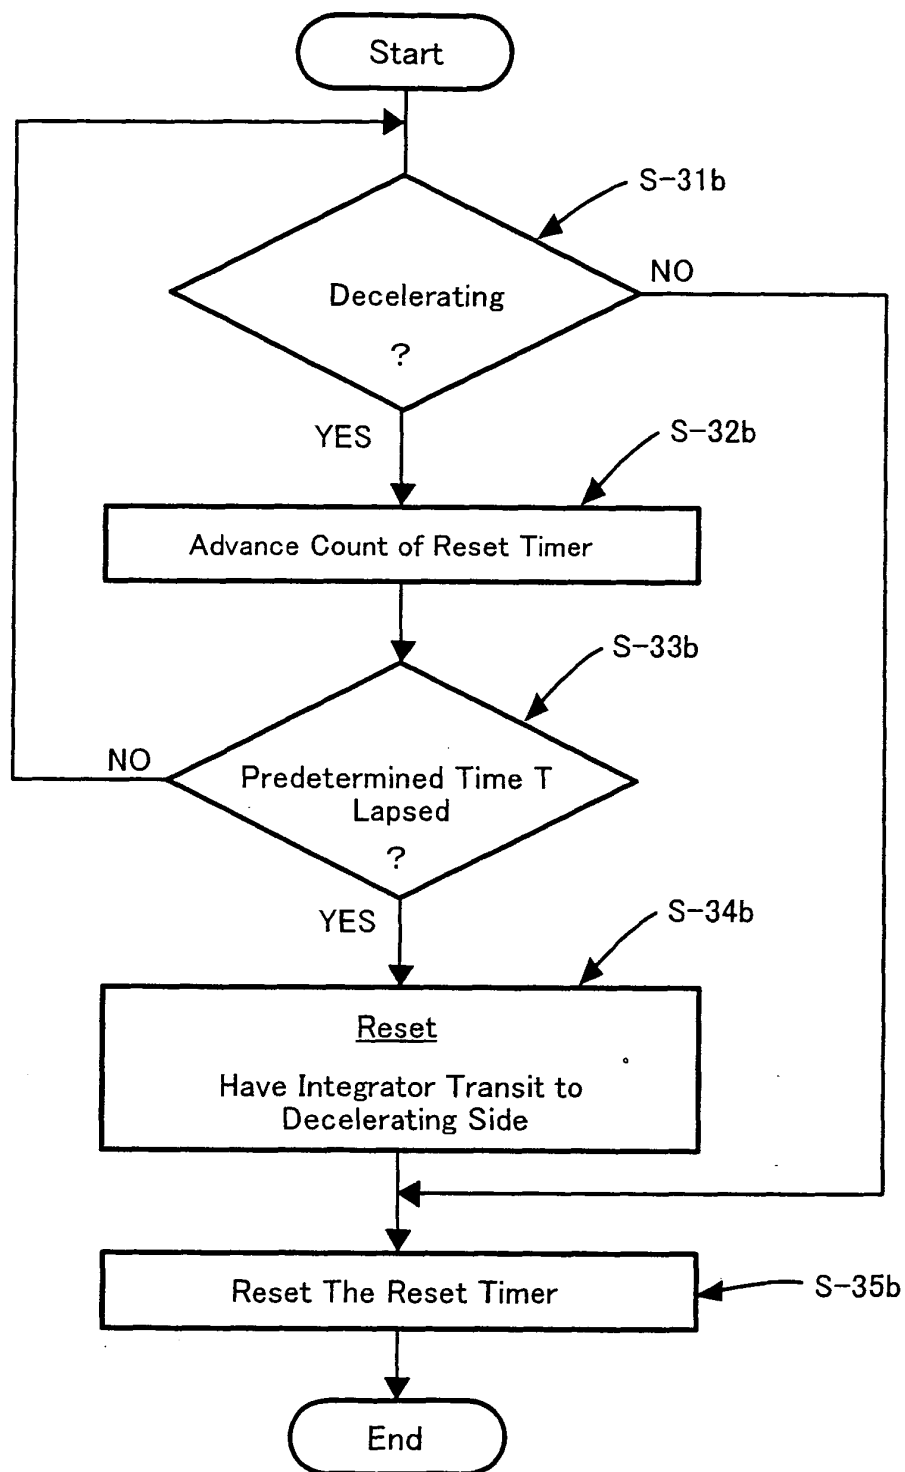 Start
S-31b
NO
Decelerating
?
YES
S-32b
Advance Count of Reset Timer
S-33b
NO
Predetermined Time T
Lapsed
?
YES
S-34b
Reset
Have Integrator Transit to
Decelerating Side
Reset The Reset Timer
S-35b
End